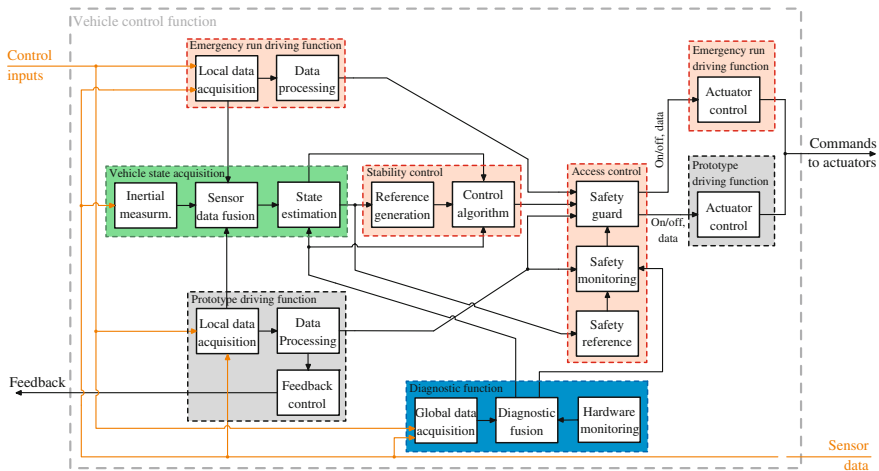 Vehicle control function
Control
inputs
Emergency run driving function
Local data
acquisition
Data
processing
Emergency run
driving function
Actuator
control
On/off, data
Commands
to actuators
Vehicle state acquisition
Inertial
measurm.
Sensor
data fusion
State
estimation
Stability control
Reference
generation
Control
algorithm
Access control
Safety
guard
Safety
monitoring
Safety
reference
Prototype
driving function
Actuator
control
On/off,
data
Prototype driving function
Local data
acquisition
Data
Processing
Feedback
control
Feedback
Diagnostic function
Global data
acquisition
Diagnostic
fusion
Hardware
monitoring
Sensor
data